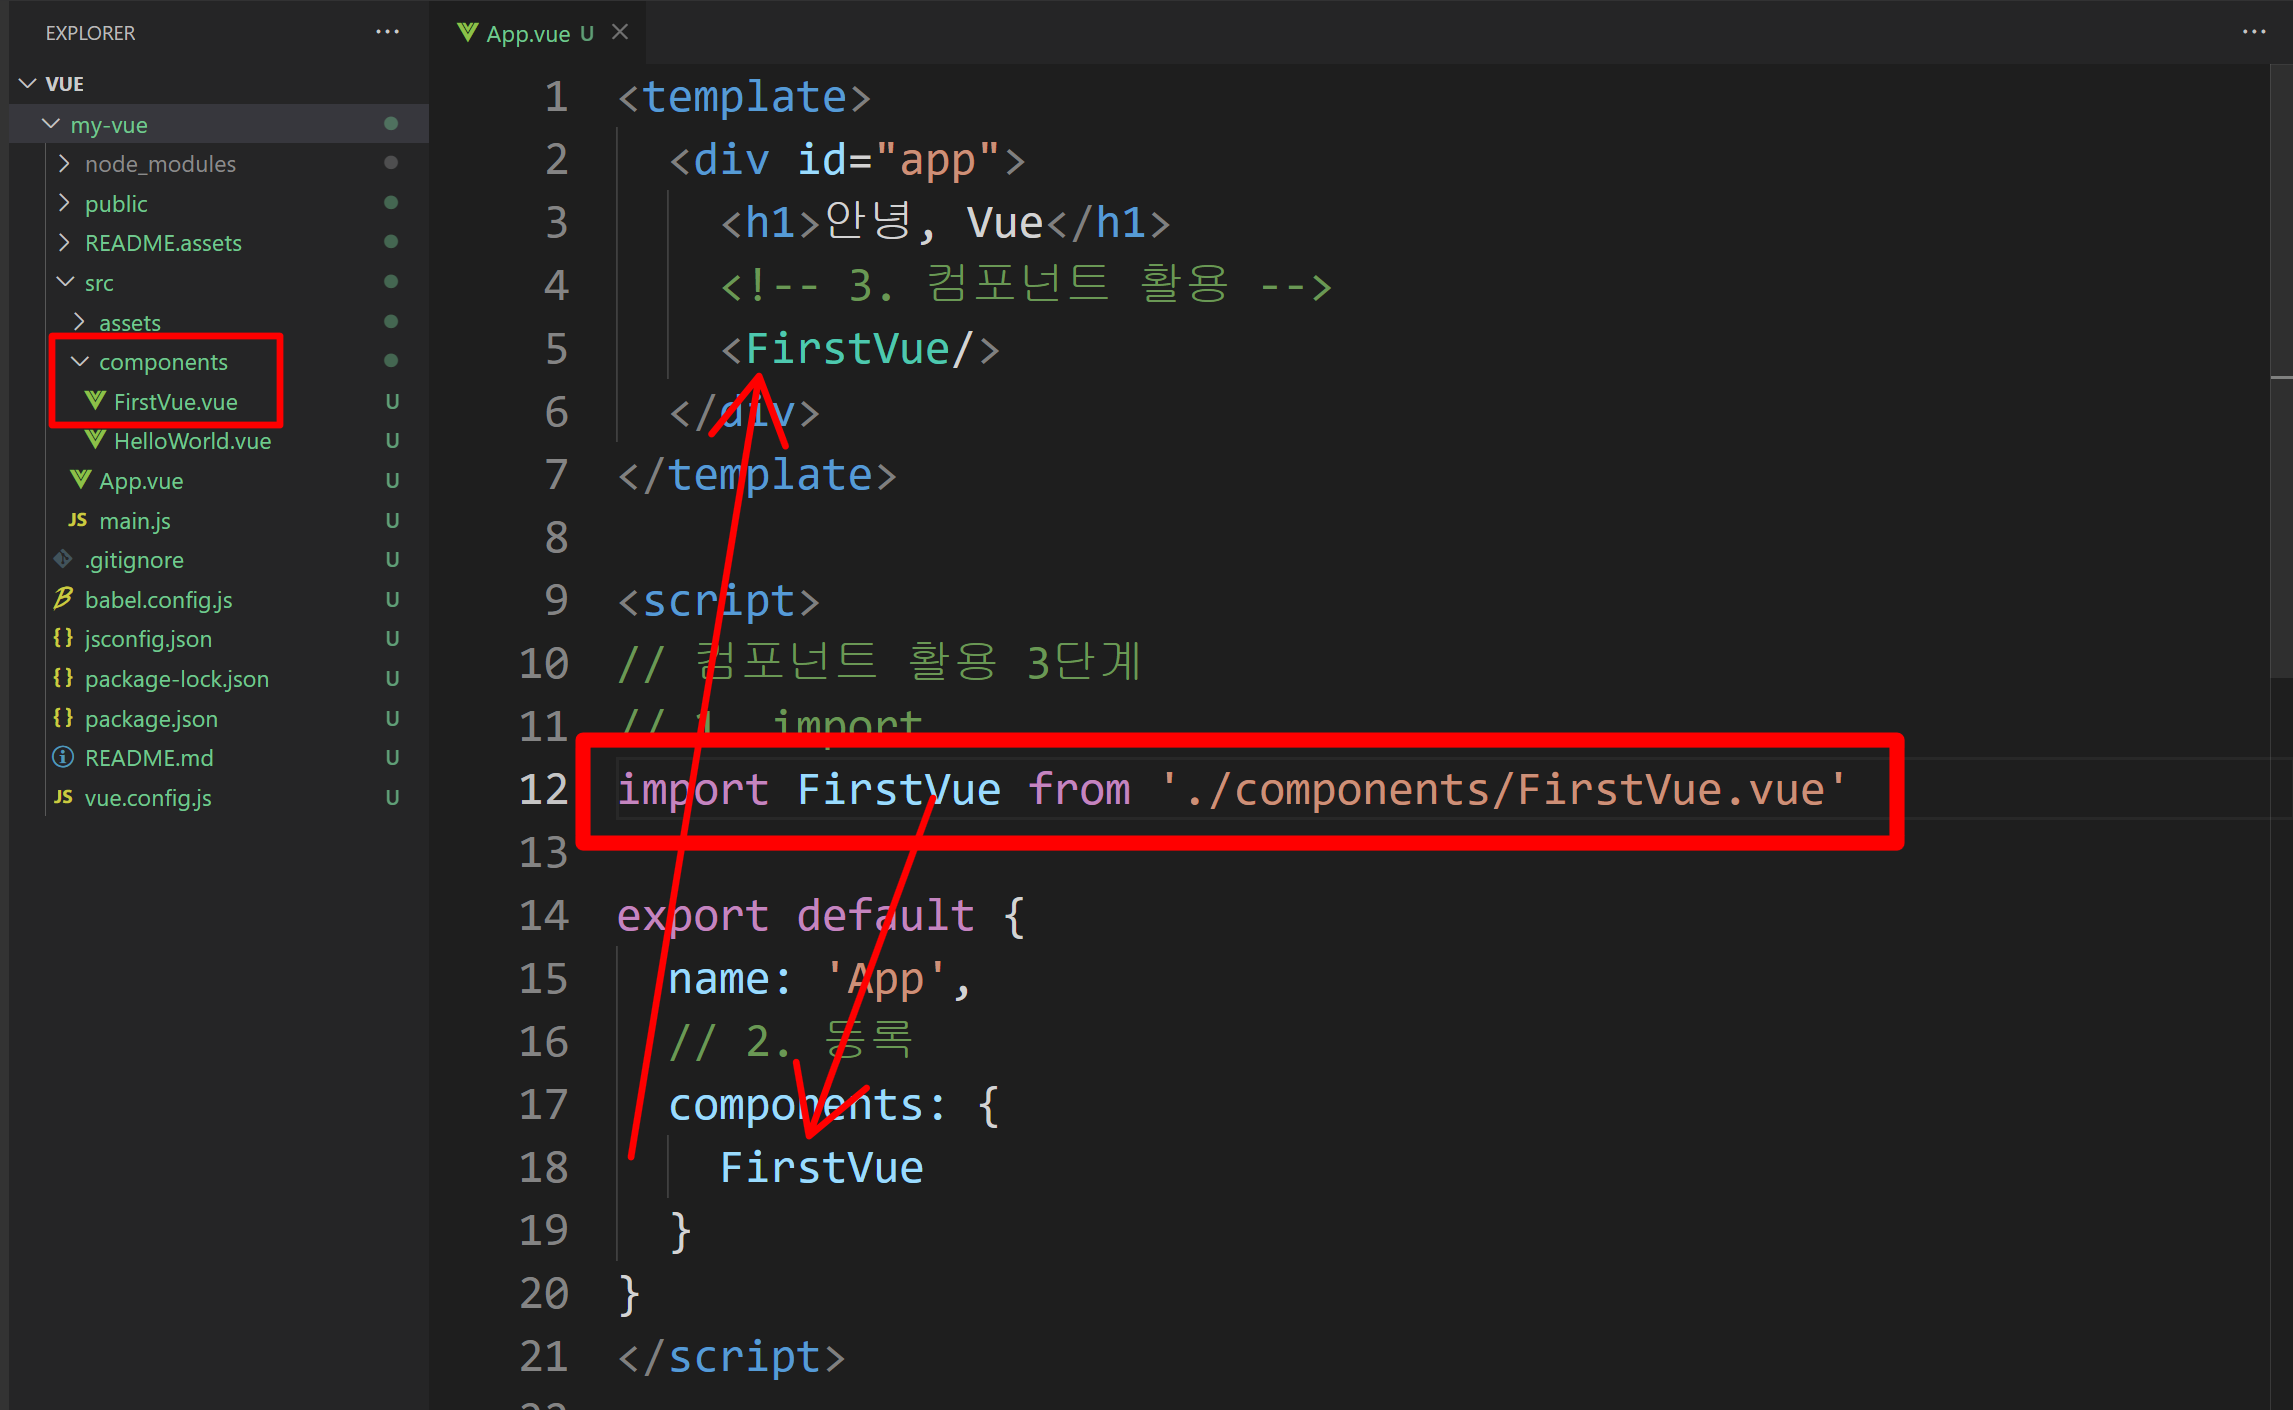 EXPLORER
VUE
my-vue
node_modules
public
README.assets
src
assets
components
FirstVue.vue
U
HelloWorld.vue
U
App.vue
U
main.js
U
.gitignore
U
babel.config.js
U
jsconfig.json
U
package-lock.json
U
package.json
U
README.md
U
vue.config.js
U
App.vue U
1 <template>
2 <div id="app">
3 <h1>안녕, Vue</h1>
4 <!-- 3. 컴포넌트 활용 -->
5 <FirstVue/>
6 </div>
7 </template>
8
9 <script>
10 // 컴포넌트 활용 3단계
11 // 1. import
12 import FirstVue from './components/FirstVue.vue'
13
14 export default {
15 name: 'App',
16 // 2. 등록
17 components: {
18 FirstVue
19 }
20 }
21 </script>